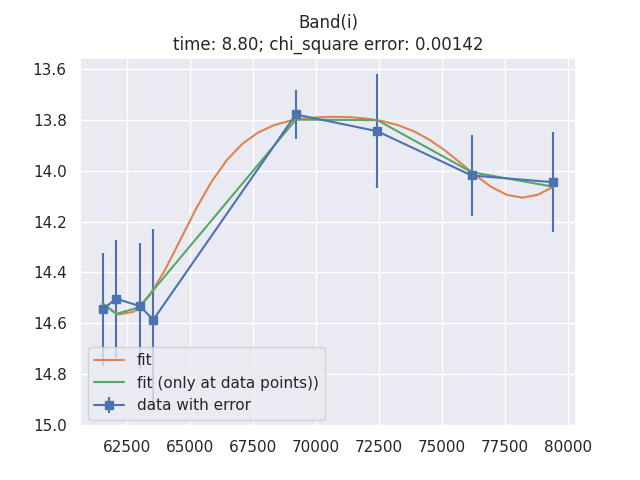 Band(i)
time: 8.80; chi_square error: 0.00142
13.6
13.8
14.0
14.2
14.4
14.6
14.8
15.0
fit
fit (only at data points))
data with error
62500 65000 67500 70000 72500 75000 77500 80000